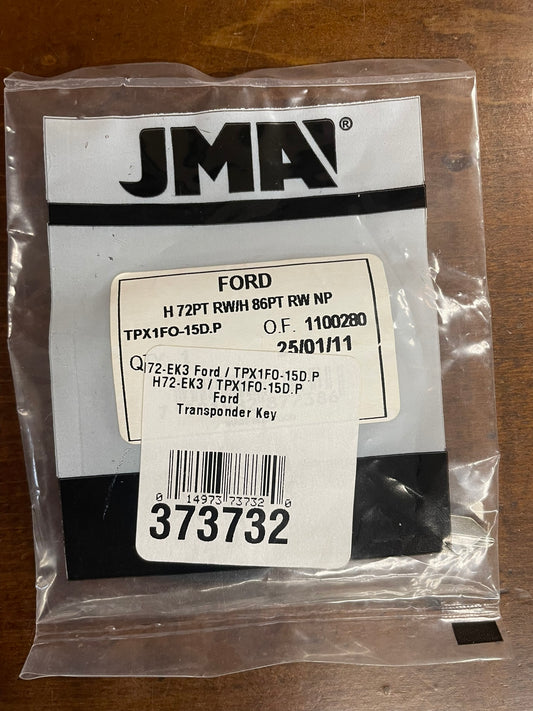 JMA®
FORD
H 72PT RW/H 86PT RW NP
TPX1FO-15D.P O.F. 1100280
25/01/11
72-EK3 Ford / TPX1FO-15D.P
H72-EK3 / TPX1FO-15D.P
Ford
Transponder Key
0 14973 73732 0
373732